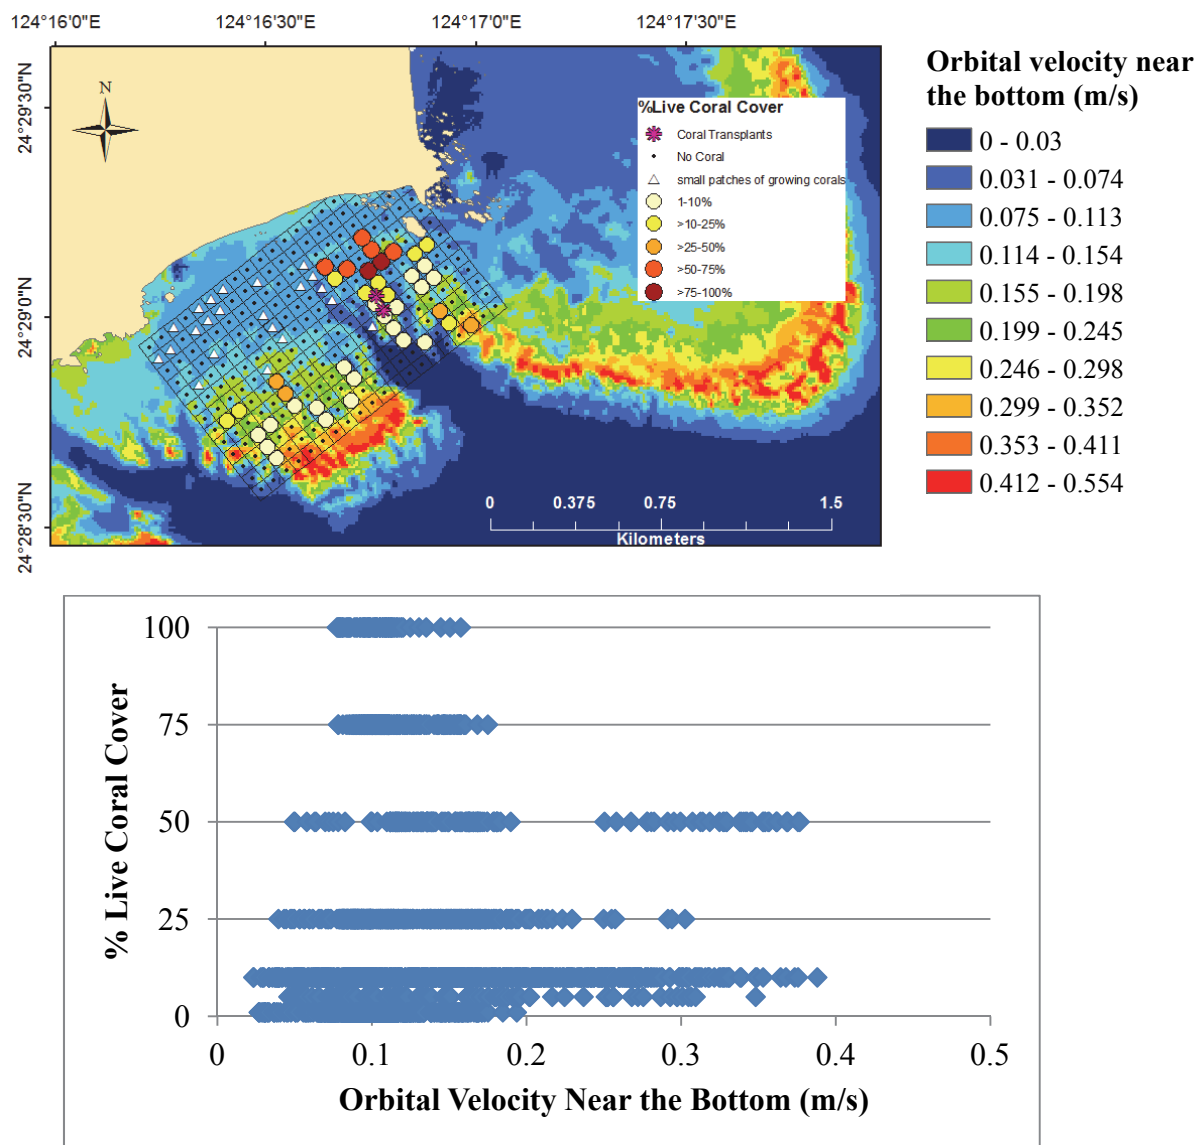 124°16'0"E 124°16'30"E 124°17'0"E 124°17'30"E
24°29'30"N
24°29'0"N
24°28'30"N
N
%Live Coral Cover
Coral Transplants
No Coral
small patches of growing corals
1-10%
>10-25%
>25-50%
>50-75%
>75-100%
0 0.375 0.75 1.5
Kilometers
Orbital velocity near
the bottom (m/s)
0 - 0.03
0.031 - 0.074
0.075 - 0.113
0.114 - 0.154
0.155 - 0.198
0.199 - 0.245
0.246 - 0.298
0.299 - 0.352
0.353 - 0.411
0.412 - 0.554
% Live Coral Cover
100
75
50
25
0
0 0.1 0.2 0.3 0.4 0.5
Orbital Velocity Near the Bottom (m/s)